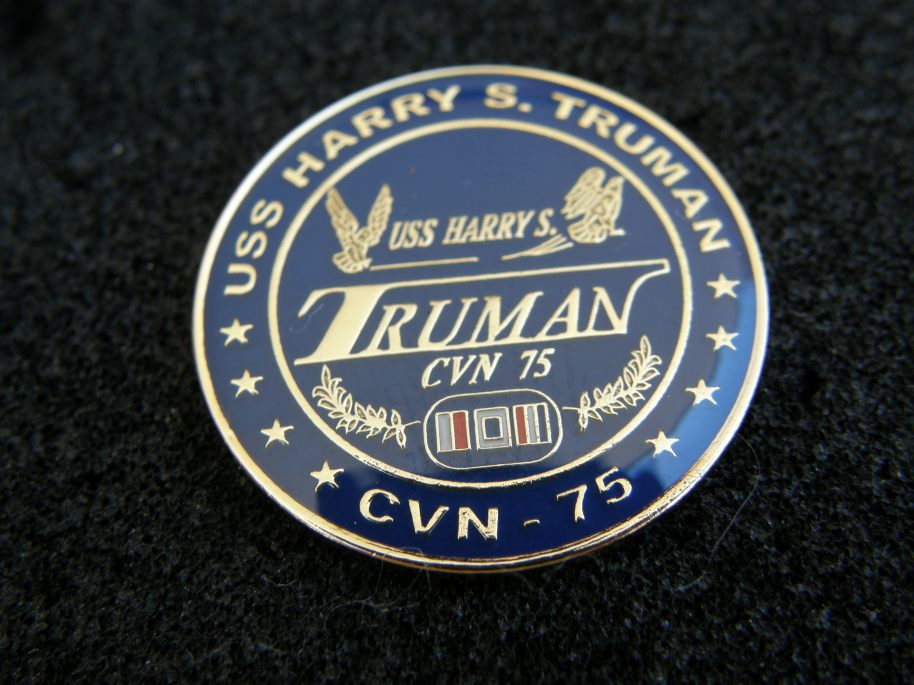 USS HARRY S. TRUMAN
USS HARRY S.
TRUMAN
CVN 75
CVN - 75